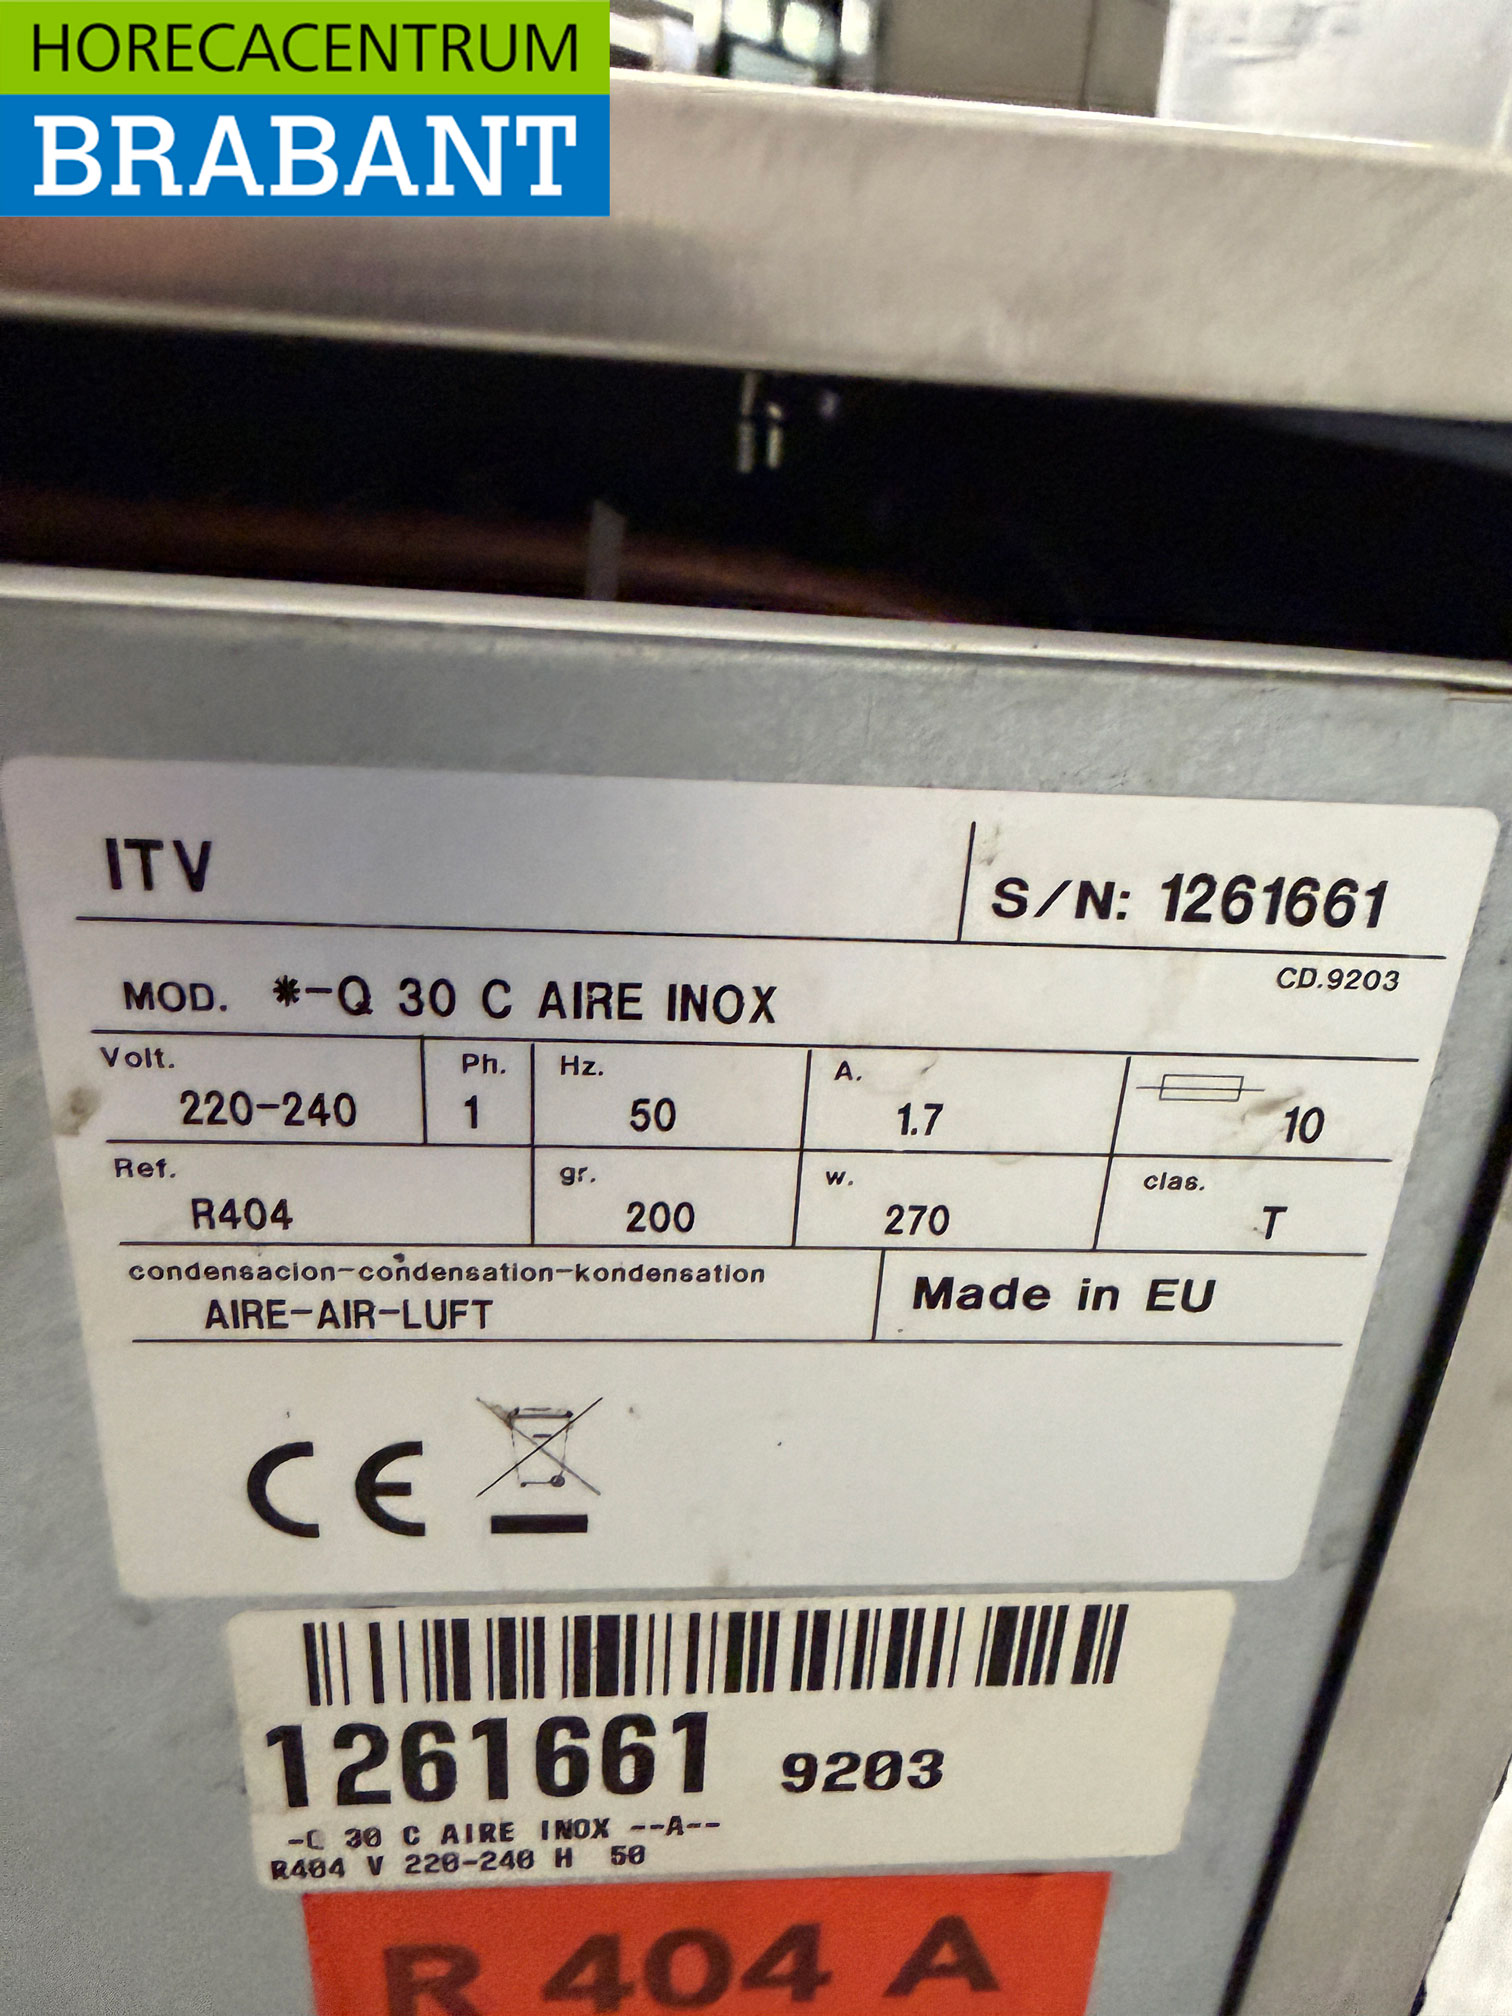 HORECACENTRUM
BRABANT
ITV
S/N: 1261661
CD.9203
MOD. *-Q 30 C AIRE INOX
Volt. 220-240
Ph. 1
Hz. 50
A. 1.7
10
Ref. R404
gr. 200
w. 270
clas. T
condensacion-condensation-kondensation
AIRE-AIR-LUFT
Made in EU
CE
1261661 9203
-Q 30 C AIRE INOX --A--
R404 V 220-240 H 50
R 404 A